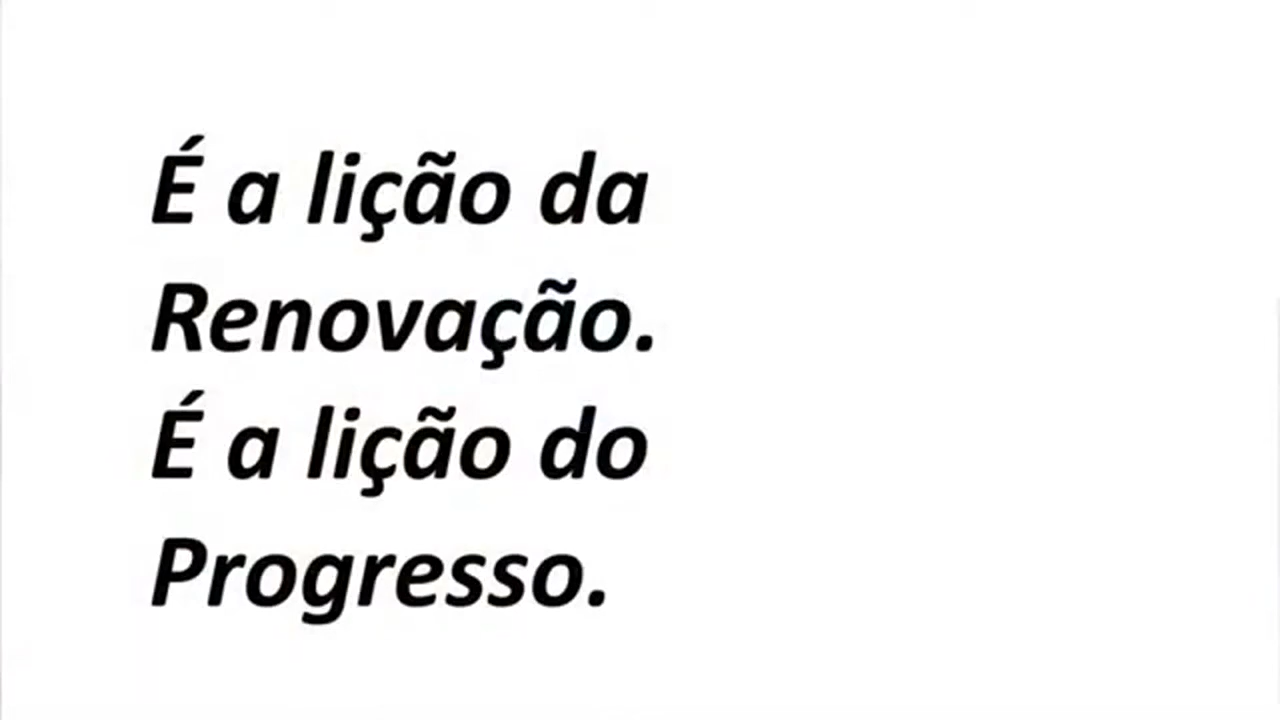 É a lição da
Renovação.
É a lição do
Progresso.